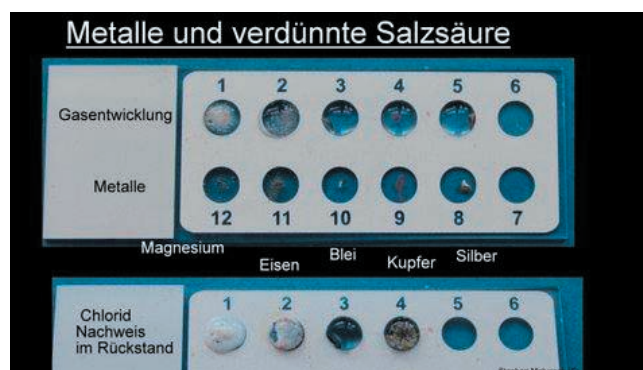 Metalle und verdünnte Salzsäure
Gasentwicklung
1 2 3 4 5 6
Metalle
12 11 10 9 8 7
Magnesium Eisen Blei Kupfer Silber
Chlorid
Nachweis
im Rückstand
1 2 3 4 5 6